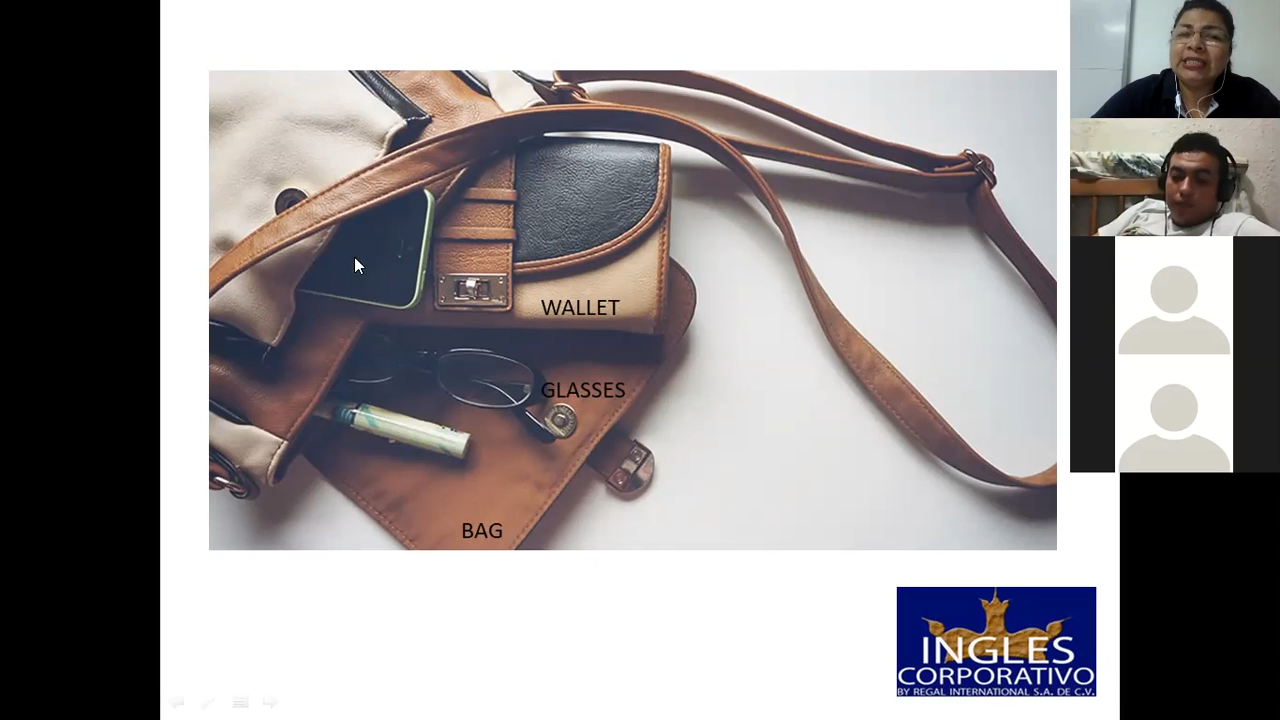 WALLET
GLASSES
BAG
INGLES
CORPORATIVO
BY REGAL INTERNATIONAL S.A. DE C.V.